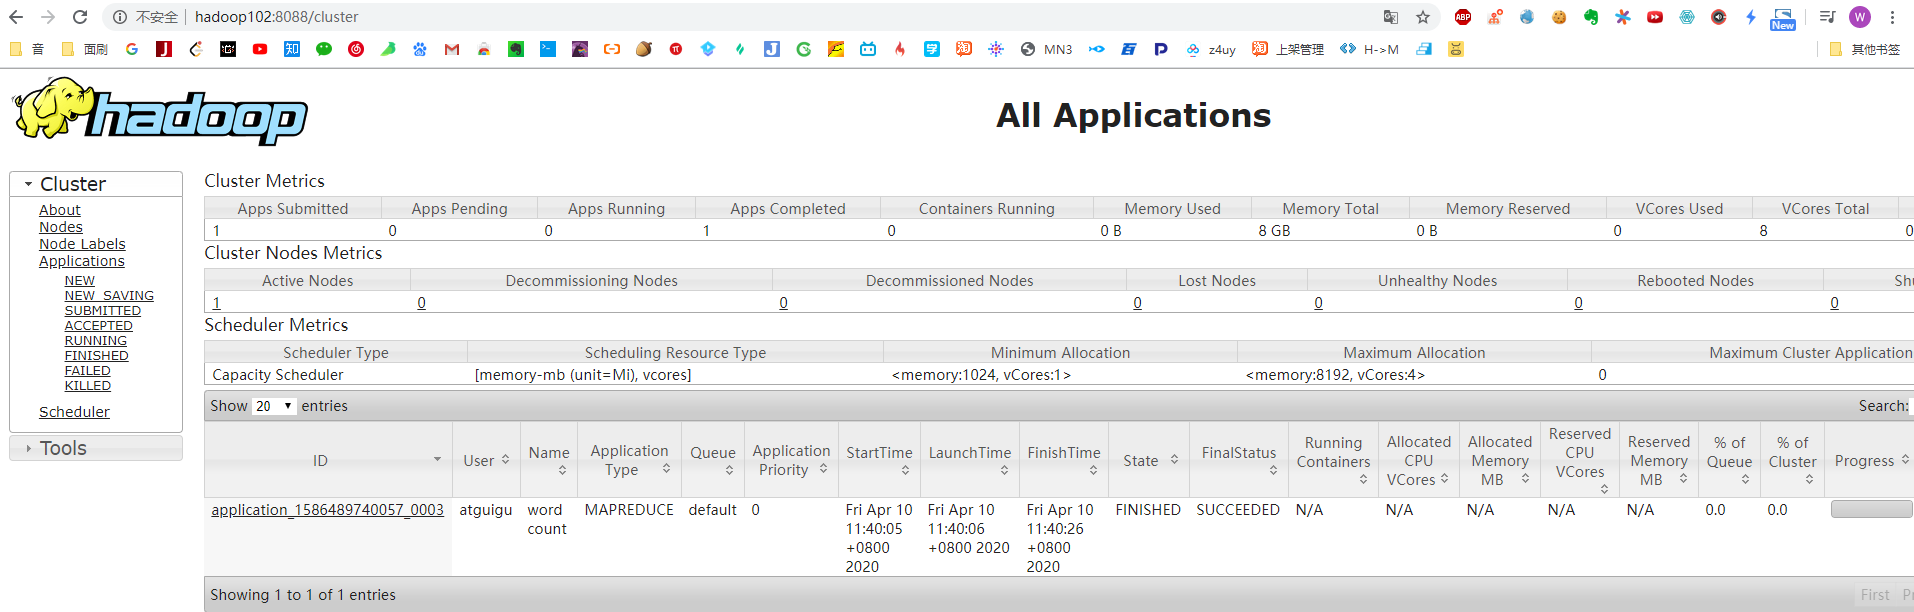 不安全 | hadoop102:8088/cluster
ABP
New
W
音 面刷 MN3 z4uy 上架管理 H->M 其他书签
hadoop
All Applications
Cluster
About
Nodes
Node Labels
Applications
NEW
NEW_SAVING
SUBMITTED
ACCEPTED
RUNNING
FINISHED
FAILED
KILLED
Scheduler
Tools
Cluster Metrics
Apps Submitted Apps Pending Apps Running Apps Completed Containers Running Memory Used Memory Total Memory Reserved VCores Used VCores Total
1 0 0 1 0 0 B 8 GB 0 B 0 8 0
Cluster Nodes Metrics
Active Nodes Decommissioning Nodes Decommissioned Nodes Lost Nodes Unhealthy Nodes Rebooted Nodes Shu
1 0 0 0 0 0 0
Scheduler Metrics
Scheduler Type Scheduling Resource Type Minimum Allocation Maximum Allocation Maximum Cluster Application
Capacity Scheduler [memory-mb (unit=Mi), vcores] <memory:1024, vCores:1> <memory:8192, vCores:4> 0
Show 20 entries Search:
ID User Name Application Type Queue Application Priority StartTime LaunchTime FinishTime State FinalStatus Running Containers Allocated CPU VCores Allocated Memory MB Reserved CPU VCores Reserved Memory MB % of Queue % of Cluster Progress
application_1586489740057_0003 atguigu word count MAPREDUCE default 0 Fri Apr 10 11:40:05 +0800 2020 Fri Apr 10 11:40:06 +0800 2020 Fri Apr 10 11:40:26 +0800 2020 FINISHED SUCCEEDED N/A N/A N/A N/A N/A 0.0 0.0
Showing 1 to 1 of 1 entries First Pr